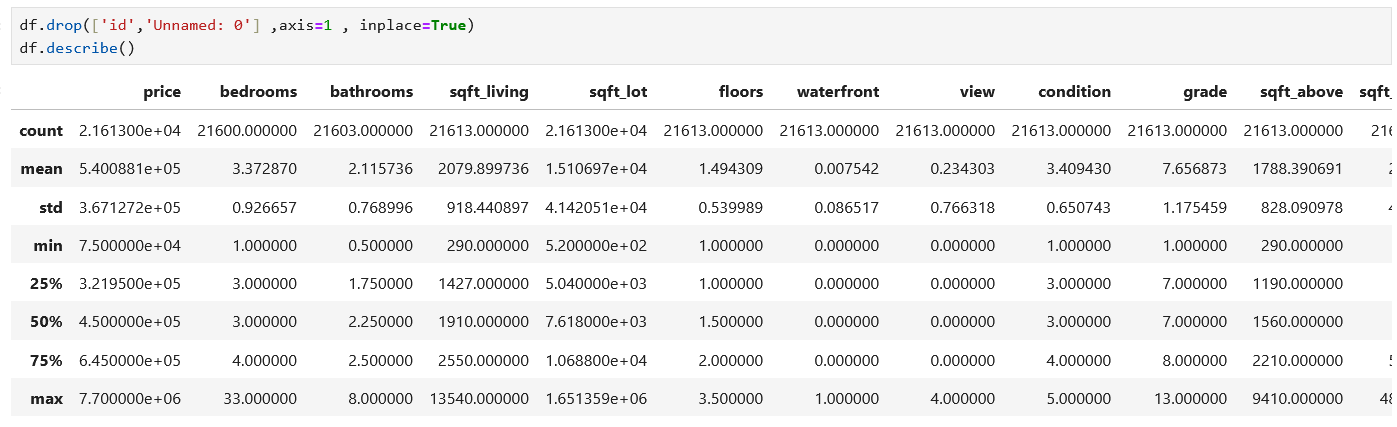 df.drop(['id','Unnamed: 0'] ,axis=1 , inplace=True)
df.describe()
price bedrooms bathrooms sqft_living sqft_lot floors waterfront view condition grade sqft_above sqft_
count 2.161300e+04 21600.000000 21603.000000 21613.000000 2.161300e+04 21613.000000 21613.000000 21613.000000 21613.000000 21613.000000 21613.000000 216
mean 5.400881e+05 3.372870 2.115736 2079.899736 1.510697e+04 1.494309 0.007542 0.234303 3.409430 7.656873 1788.390691 2
std 3.671272e+05 0.926657 0.768996 918.440897 4.142051e+04 0.539989 0.086517 0.766318 0.650743 1.175459 828.090978 4
min 7.500000e+04 1.000000 0.500000 290.000000 5.200000e+02 1.000000 0.000000 0.000000 1.000000 1.000000 290.000000
25% 3.219500e+05 3.000000 1.750000 1427.000000 5.040000e+03 1.000000 0.000000 0.000000 3.000000 7.000000 1190.000000
50% 4.500000e+05 3.000000 2.250000 1910.000000 7.618000e+03 1.500000 0.000000 0.000000 3.000000 7.000000 1560.000000
75% 6.450000e+05 4.000000 2.500000 2550.000000 1.068800e+04 2.000000 0.000000 0.000000 4.000000 8.000000 2210.000000 5
max 7.700000e+06 33.000000 8.000000 13540.000000 1.651359e+06 3.500000 1.000000 4.000000 5.000000 13.000000 9410.000000 48